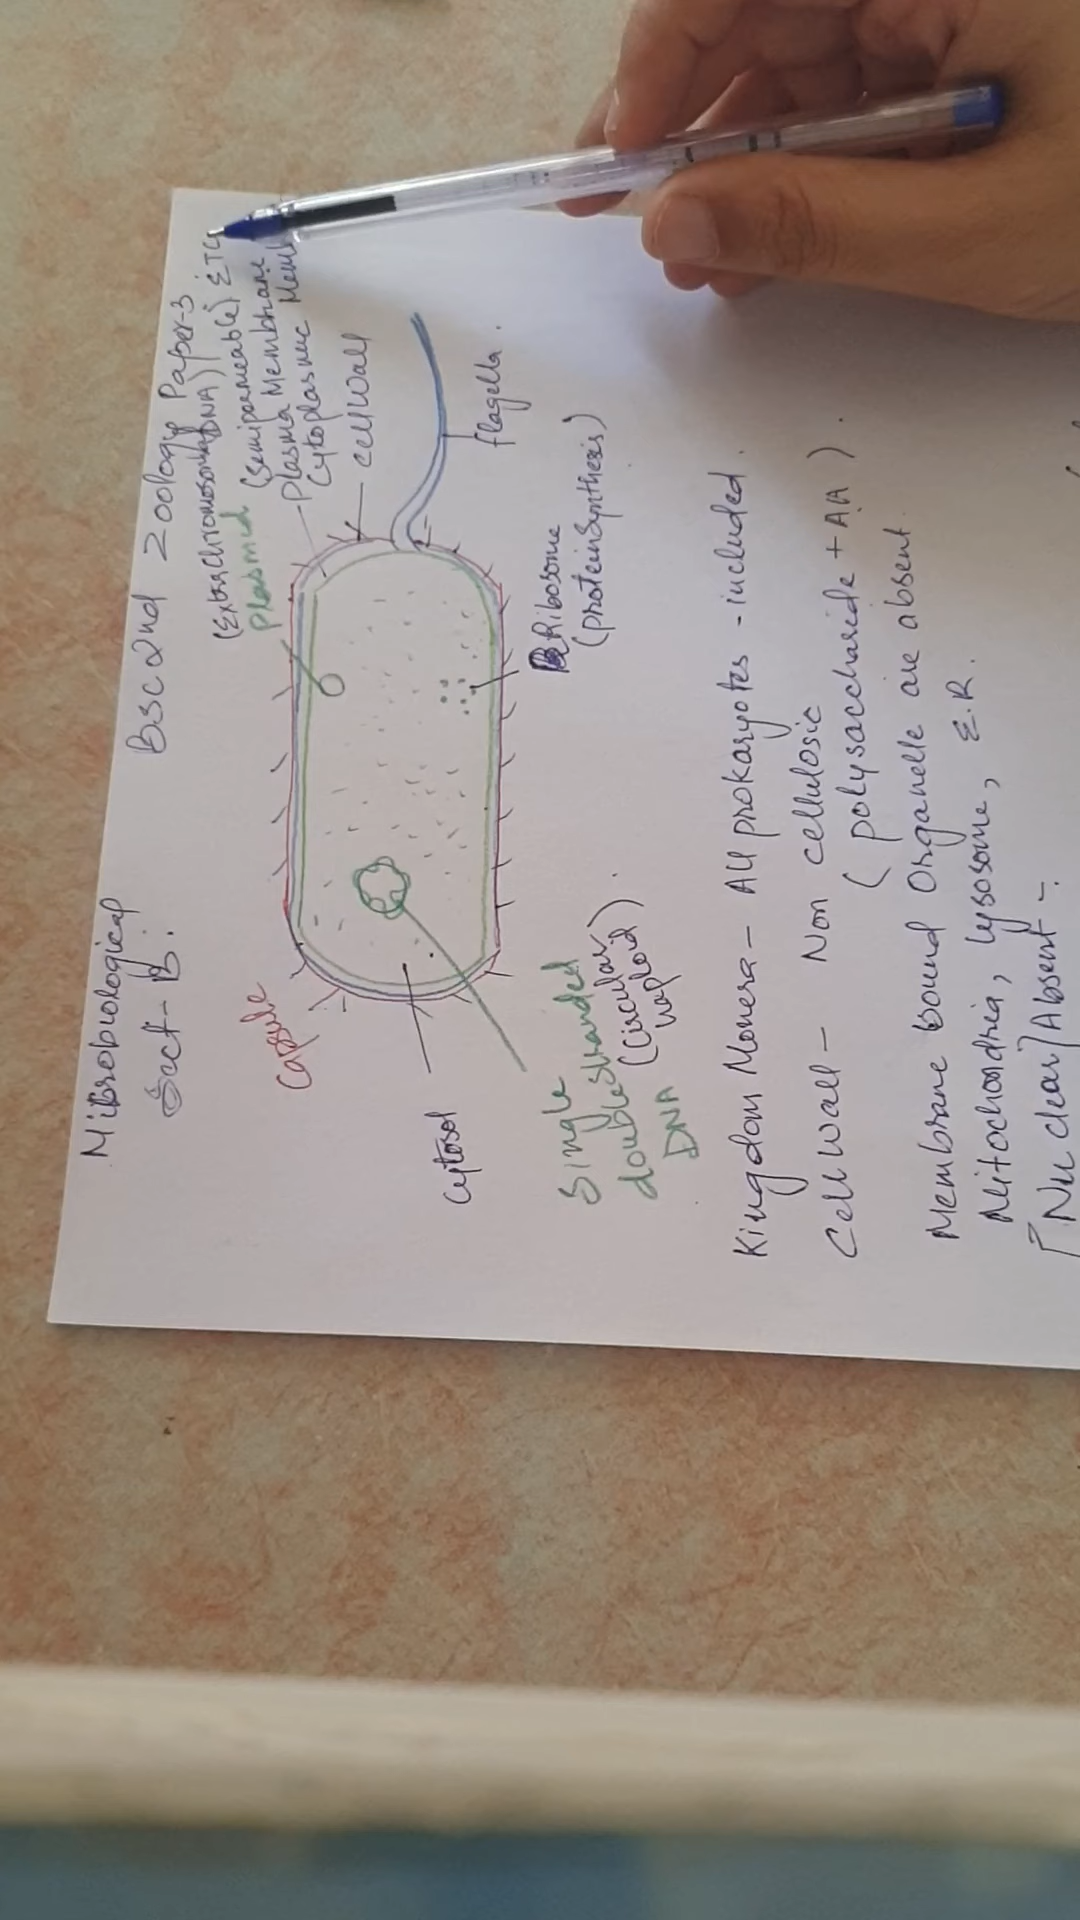 Microbiological BSC 2nd Zoology Paper-3
Sect-B.
(Extrachromosomal DNA)
Plasmid
(Semipermeable) ETC
Plasma Membrane
Cytoplasmic Mem
cell wall
Capsule
flagella.
Cytosol
Ribosome
(protein synthesis)
Single
double stranded
DNA
(Circular)
haploid
Kingdom Monera - All prokaryotes - included.
Cell wall - Non cellulosic
(polysaccharide + AA).
Membrane bound Organelle are absent
Mitochondria, lysosome, E.R.
Nuclear Absent -